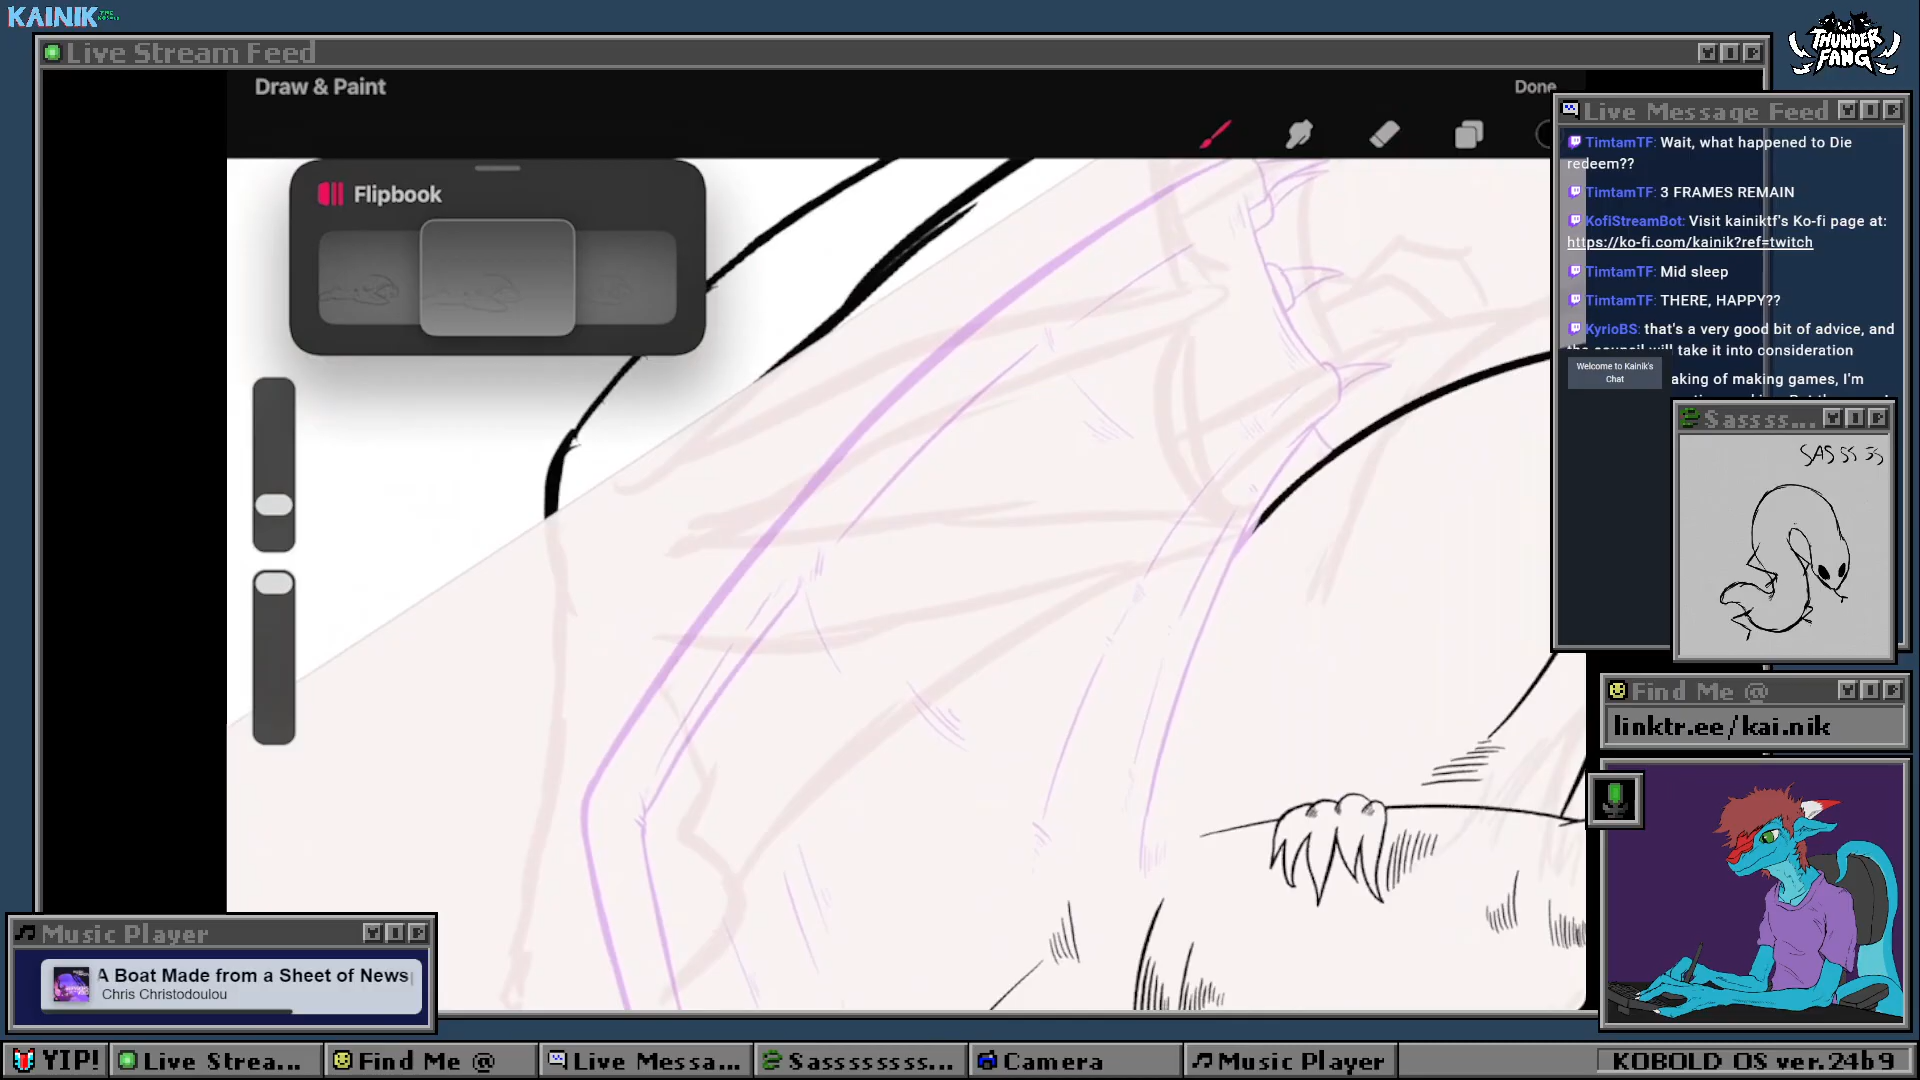 KAINIK
THUNDER
FANG
Live Stream Feed
Y I P
Draw & Paint
Done
Flipbook
Live Message Feed
Y I P
TimtamTF: Wait, what happened to Die
redeem??
TimtamTF: 3 FRAMES REMAIN
KofiStreamBot: Visit kainiktf's Ko-fi page at:
https://ko-fi.com/kainik?ref=twitch
TimtamTF: Mid sleep
TimtamTF: THERE, HAPPY??
KyrioBS: that's a very good bit of advice, and
will take it into consideration
Welcome to Kainik's
Chat
aking of making games, I'm
Sassss...
Y I P
SASSSSS
Find Me @
Y I P
linktr.ee/kai.nik
Music Player
Y I P
A Boat Made from a Sheet of News
Chris Christodoulou
YIP!
Live Strea...
Find Me @
Live Messa...
Sasssssssss...
Camera
Music Player
KOBOLD OS ver.24b9